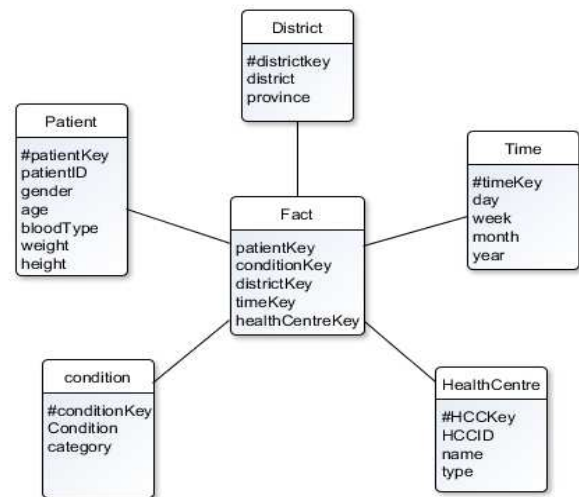 District
#districtkey
district
province
Patient
#patientKey
patientID
gender
age
bloodType
weight
height
Time
#timeKey
day
week
month
year
Fact
patientKey
conditionKey
districtKey
timeKey
healthCentreKey
condition
#conditionKey
Condition
category
HealthCentre
#HCCKey
HCCID
name
type